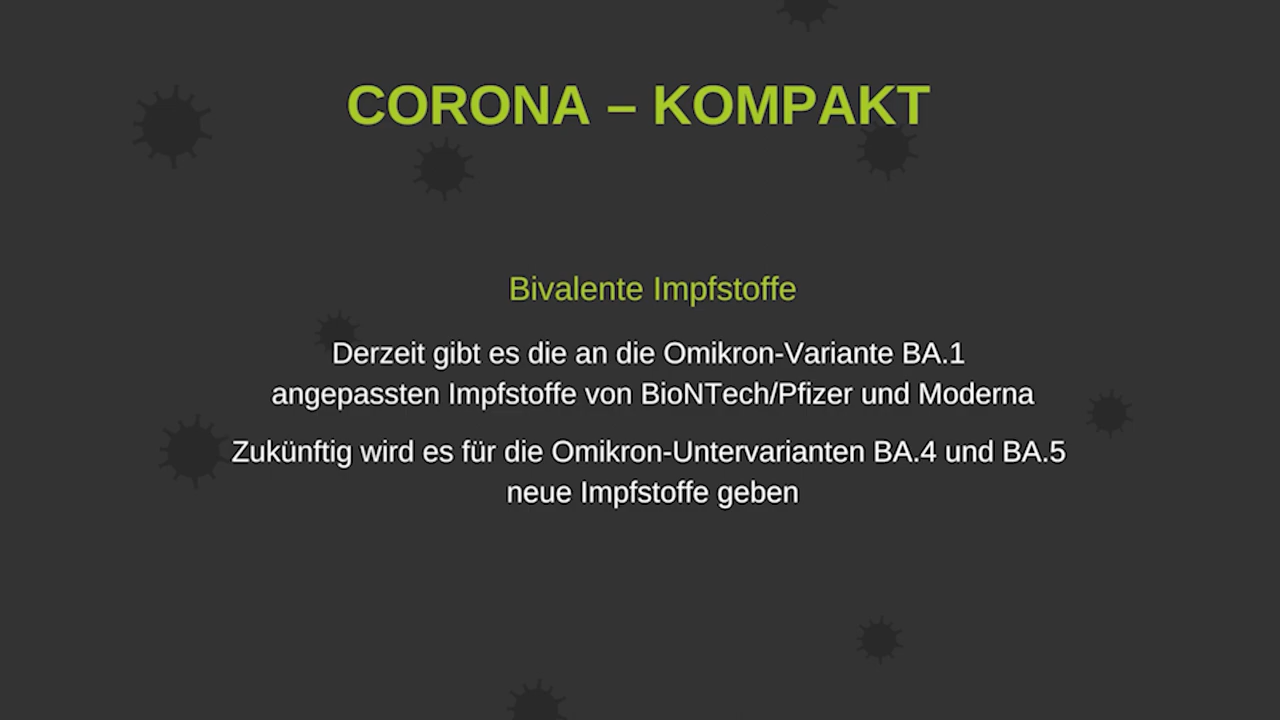 CORONA – KOMPAKT
Bivalente Impfstoffe
Derzeit gibt es die an die Omikron-Variante BA.1
angepassten Impfstoffe von BioNTech/Pfizer und Moderna
Zukünftig wird es für die Omikron-Untervarianten BA.4 und BA.5
neue Impfstoffe geben